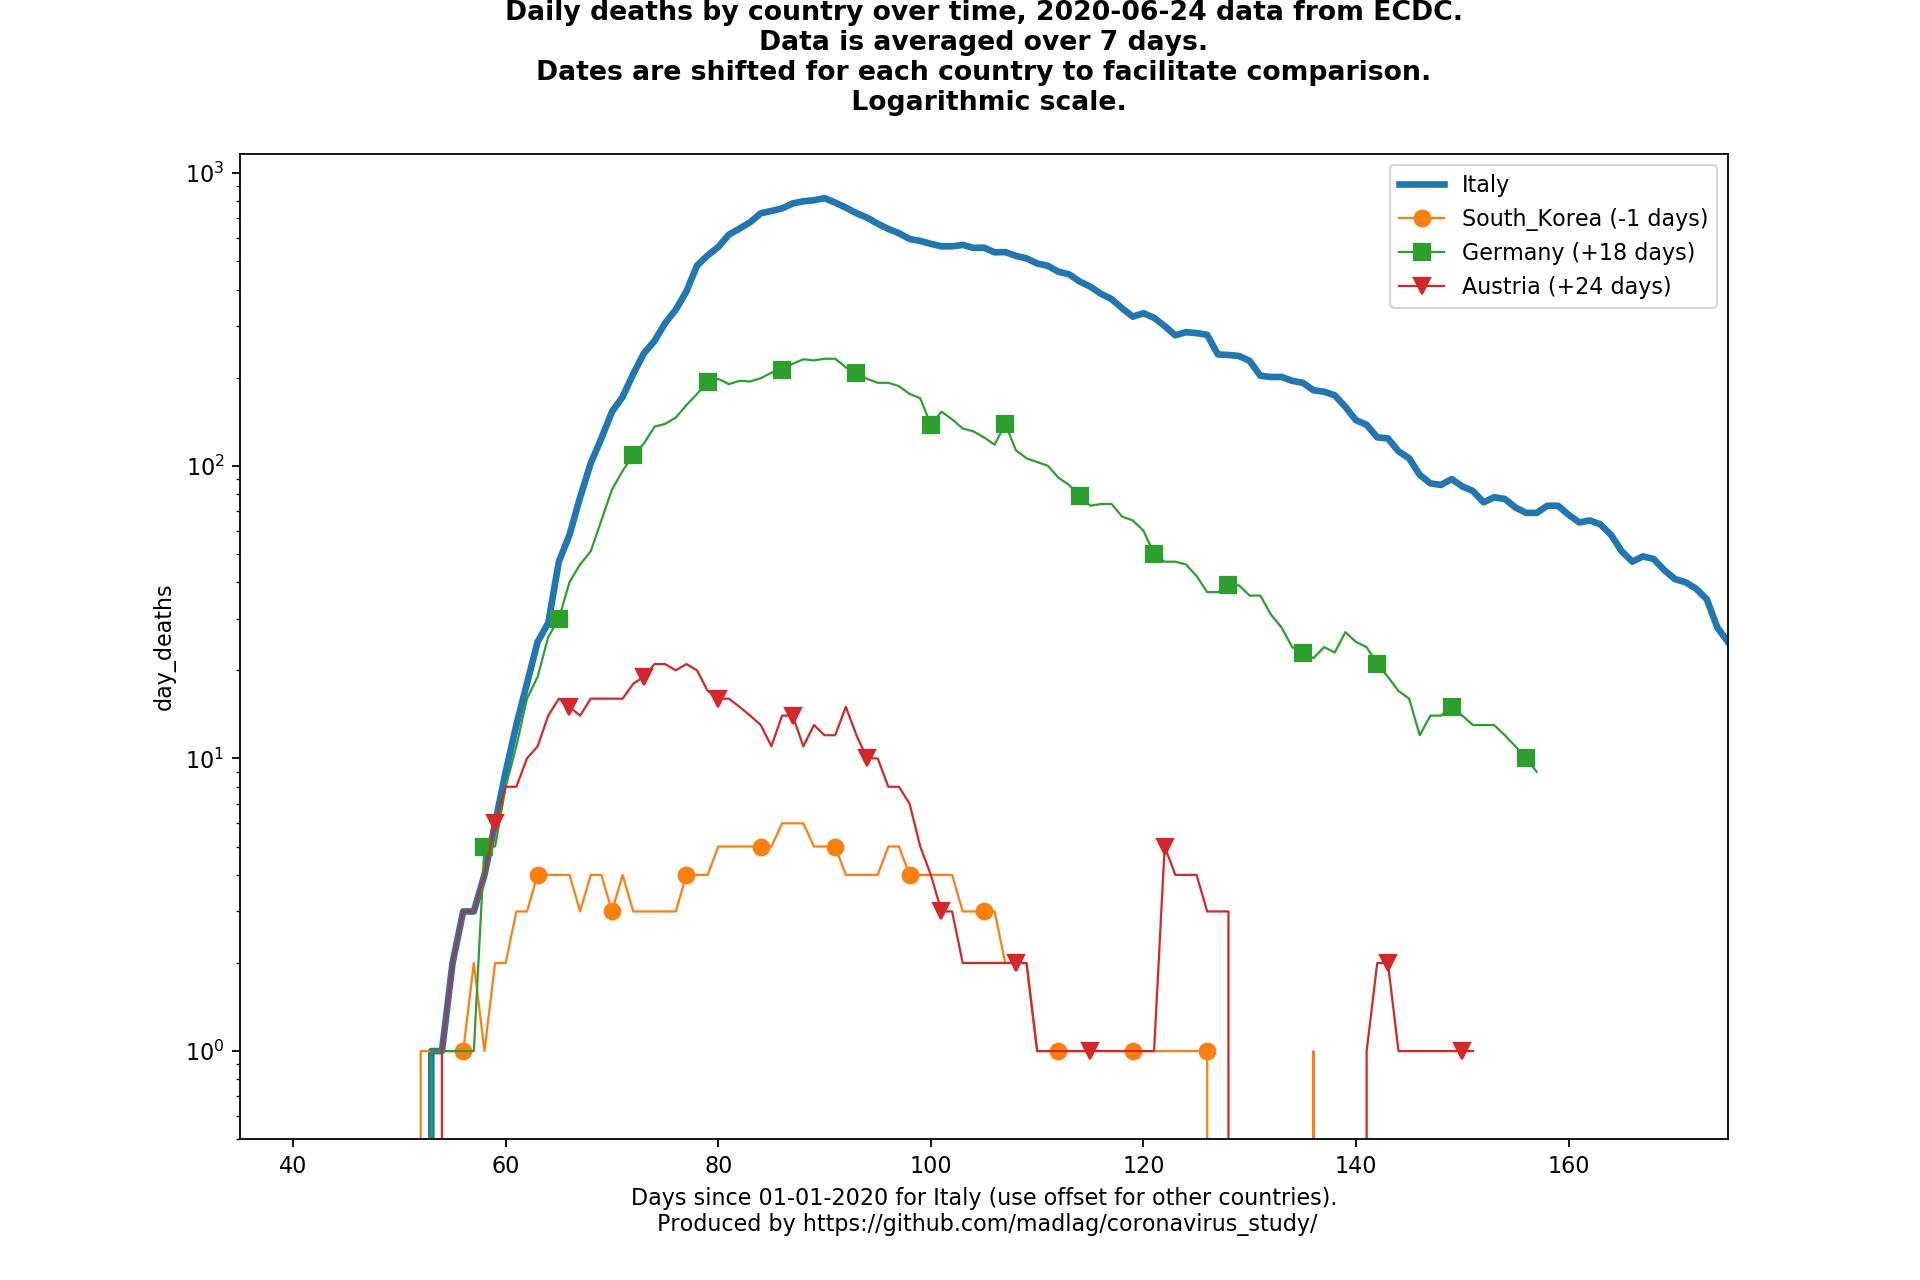 Daily deaths by country over time, 2020-06-24 data from ECDC.
Data is averaged over 7 days.
Dates are shifted for each country to facilitate comparison.
Logarithmic scale.
10³
10²
10¹
10⁰
day_deaths
Italy
South_Korea (-1 days)
Germany (+18 days)
Austria (+24 days)
40 60 80 100 120 140 160
Days since 01-01-2020 for Italy (use offset for other countries).
Produced by https://github.com/madlag/coronavirus_study/